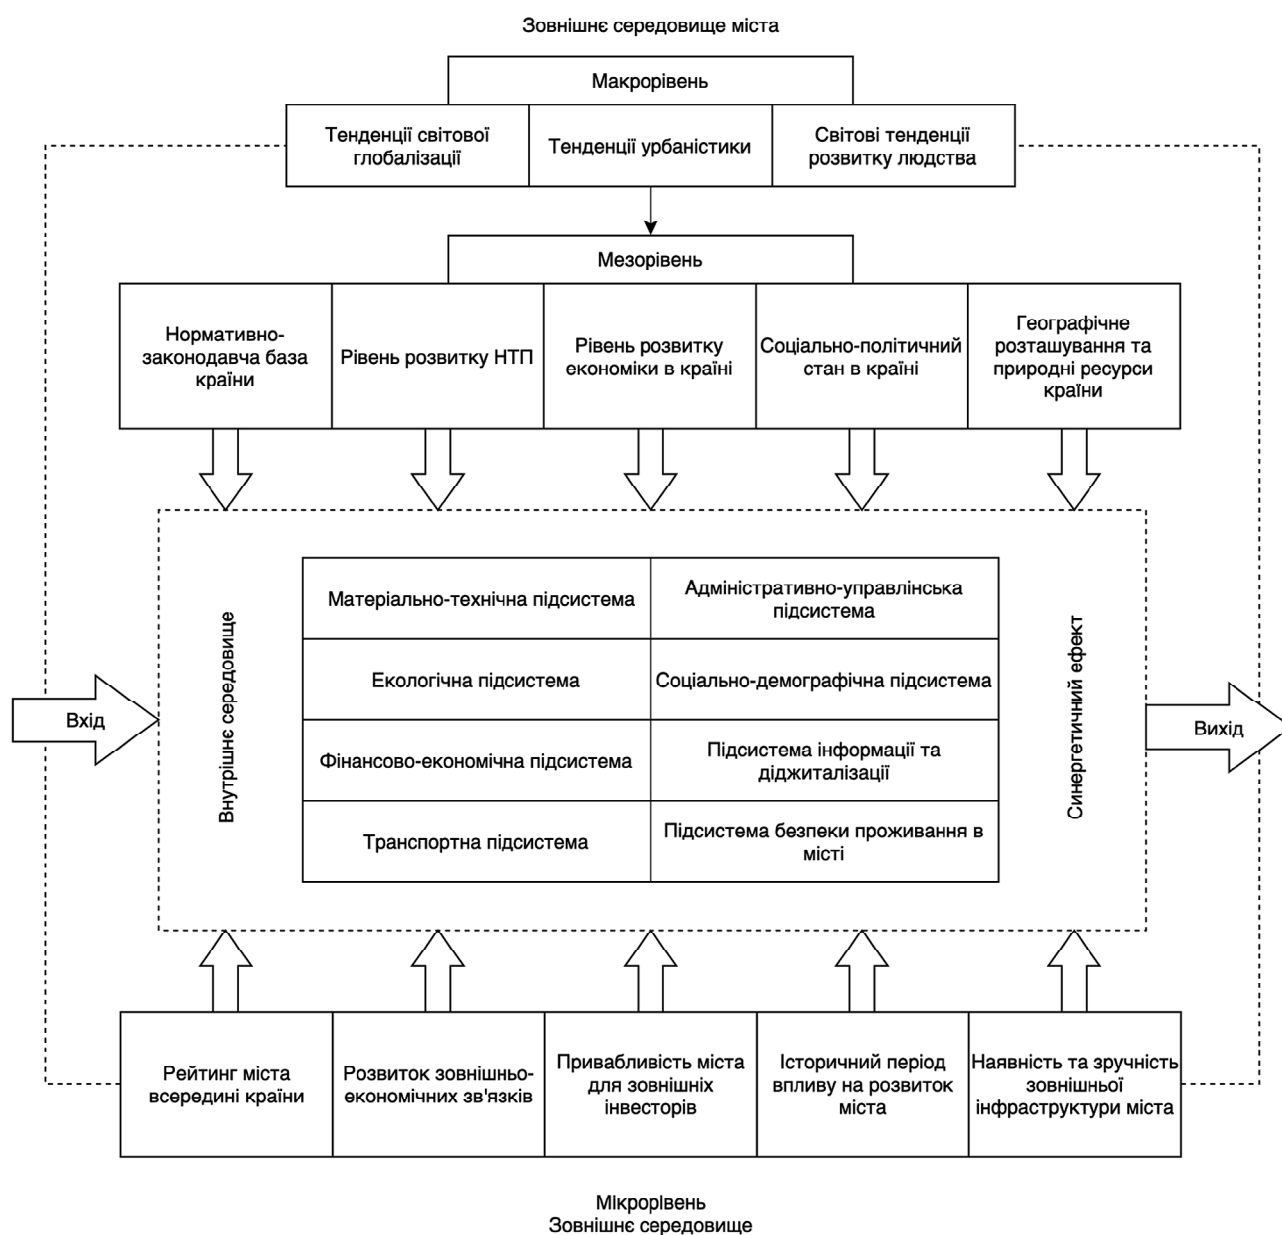 Зовнішнє середовище міста
Макрорівень
Тенденції світової
глобалізації
Тенденції урбаністики
Світові тенденції
розвитку людства
Мезорівень
Нормативно-
законодавча база
країни
Рівень розвитку НТП
Рівень розвитку
економіки в країні
Соціально-політичний
стан в країні
Географічне
розташування та
природні ресурси
країни
Вхід
Внутрішнє середовище
Матеріально-технічна підсистема
Адміністративно-управлінська
підсистема
Екологічна підсистема
Соціально-демографічна підсистема
Фінансово-економічна підсистема
Підсистема інформації та
діджиталізації
Транспортна підсистема
Підсистема безпеки проживання в
місті
Синергетичний ефект
Вихід
Рейтинг міста
всередині країни
Розвиток зовнішньо-
економічних зв'язків
Привабливість міста
для зовнішніх
інвесторів
Історичний період
впливу на розвиток
міста
Наявність та зручність
зовнішньої
інфраструктури міста
Мікрорівень
Зовнішнє середовище